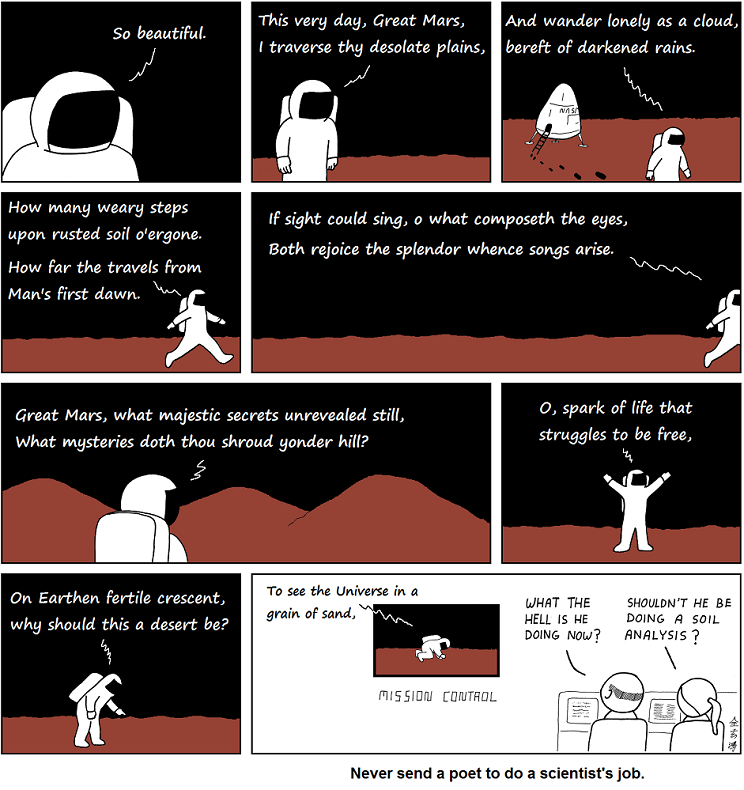 So beautiful.
This very day, Great Mars,
I traverse thy desolate plains,
And wander lonely as a cloud,
bereft of darkened rains.
NASA
How many weary steps
upon rusted soil o'ergone.
How far the travels from
Man's first dawn.
If sight could sing, o what composeth the eyes,
Both rejoice the splendor whence songs arise.
Great Mars, what majestic secrets unrevealed still,
What mysteries doth thou shroud yonder hill?
O, spark of life that
struggles to be free,
On Earthen fertile crescent,
why should this a desert be?
To see the Universe in a
grain of sand,
MISSION CONTROL
WHAT THE
HELL IS HE
DOING NOW?
SHOULDN'T HE BE
DOING A SOIL
ANALYSIS?
Never send a poet to do a scientist's job.